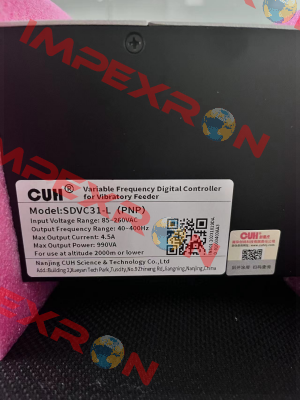 IMPEXRON
CUH® Variable Frequency Digital Controller
for Vibratory Feeder
Model:SDVC31-L (PNP)
Input Voltage Range: 85~260VAC
Output Frequency Range: 40~400Hz
Max Output Current: 4.5A
Max Output Power: 990VA
For use at altitude 2000m or lower
Nanjing CUH Science & Technology Co., Ltd
CUH
IMPEXRON